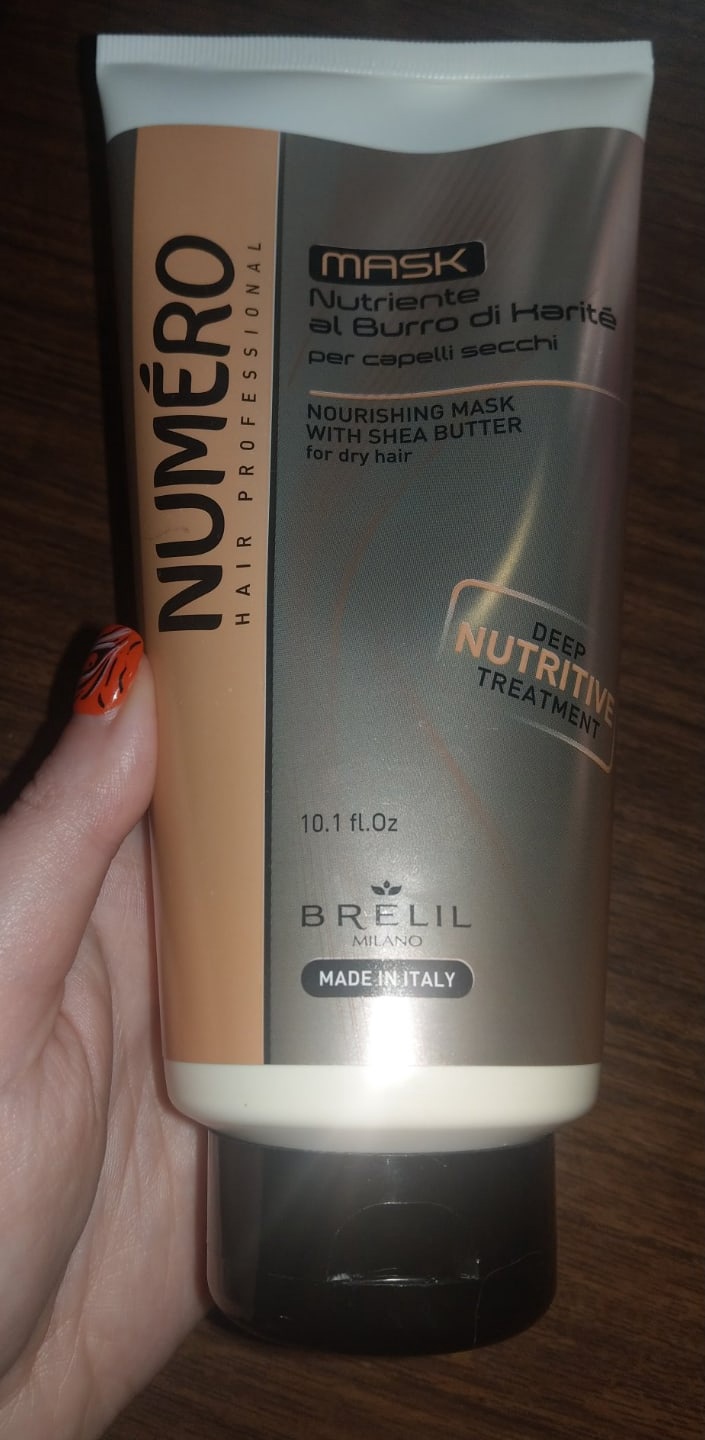 NUMÉRO
HAIR PROFESSIONAL
MASK
Nutriente
al Burro di Karité
per capelli secchi
NOURISHING MASK
WITH SHEA BUTTER
for dry hair
DEEP
NUTRITIVE
TREATMENT
10.1 fl.Oz
BRELIL
MILANO
MADE IN ITALY